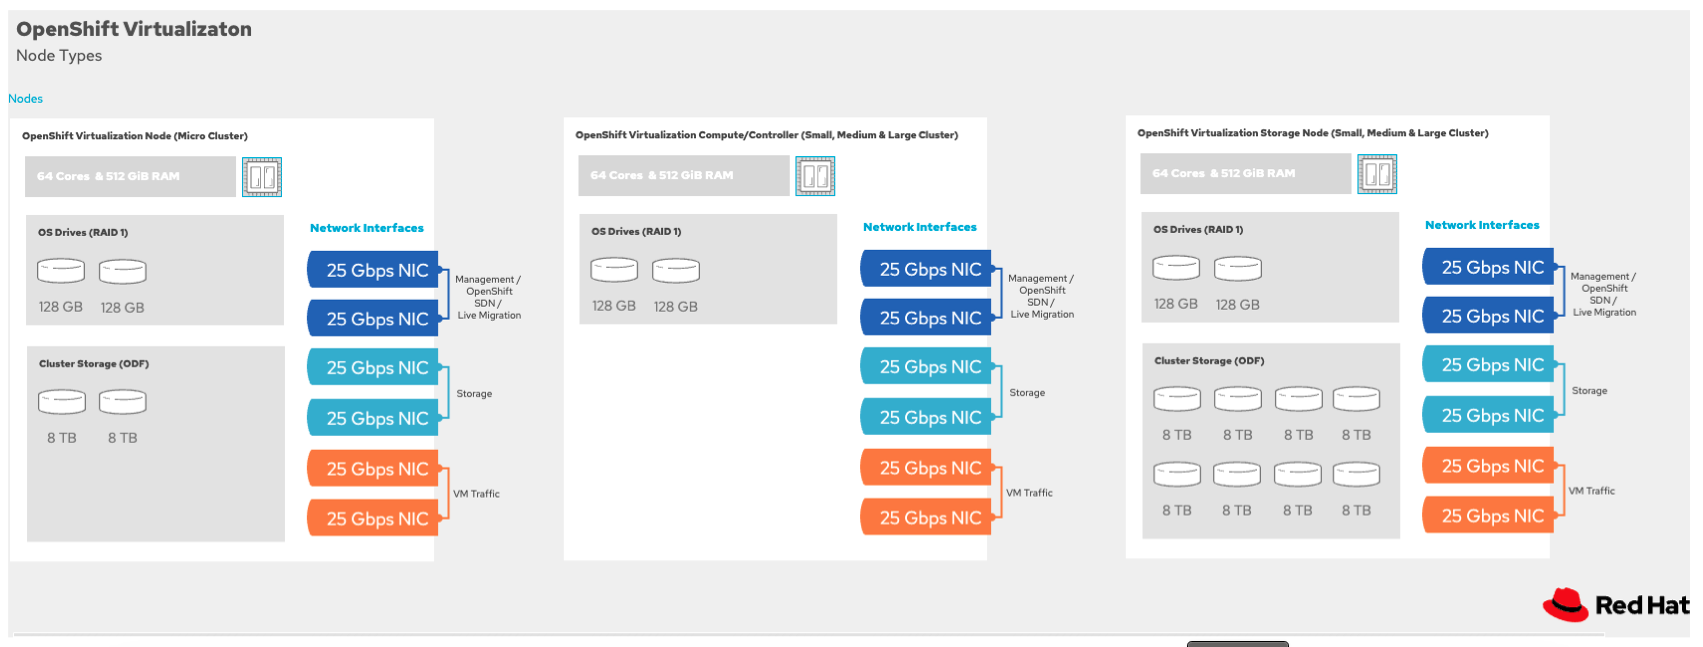 OpenShift Virtualizaton
Node Types
Nodes
OpenShift Virtualization Node (Micro Cluster)
64 Cores & 512 GiB RAM
OS Drives (RAID 1)
128 GB
128 GB
Cluster Storage (ODF)
8 TB
8 TB
Network Interfaces
25 Gbps NIC
25 Gbps NIC
Management /
OpenShift
SDN /
Live Migration
25 Gbps NIC
25 Gbps NIC
Storage
25 Gbps NIC
25 Gbps NIC
VM Traffic
OpenShift Virtualization Compute/Controller (Small, Medium & Large Cluster)
64 Cores & 512 GiB RAM
OS Drives (RAID 1)
128 GB
128 GB
Network Interfaces
25 Gbps NIC
25 Gbps NIC
Management /
OpenShift
SDN /
Live Migration
25 Gbps NIC
25 Gbps NIC
Storage
25 Gbps NIC
25 Gbps NIC
VM Traffic
OpenShift Virtualization Storage Node (Small, Medium & Large Cluster)
64 Cores & 512 GiB RAM
OS Drives (RAID 1)
128 GB
128 GB
Cluster Storage (ODF)
8 TB
8 TB
8 TB
8 TB
8 TB
8 TB
8 TB
8 TB
Network Interfaces
25 Gbps NIC
25 Gbps NIC
Management /
OpenShift
SDN /
Live Migration
25 Gbps NIC
25 Gbps NIC
Storage
25 Gbps NIC
25 Gbps NIC
VM Traffic
Red Hat